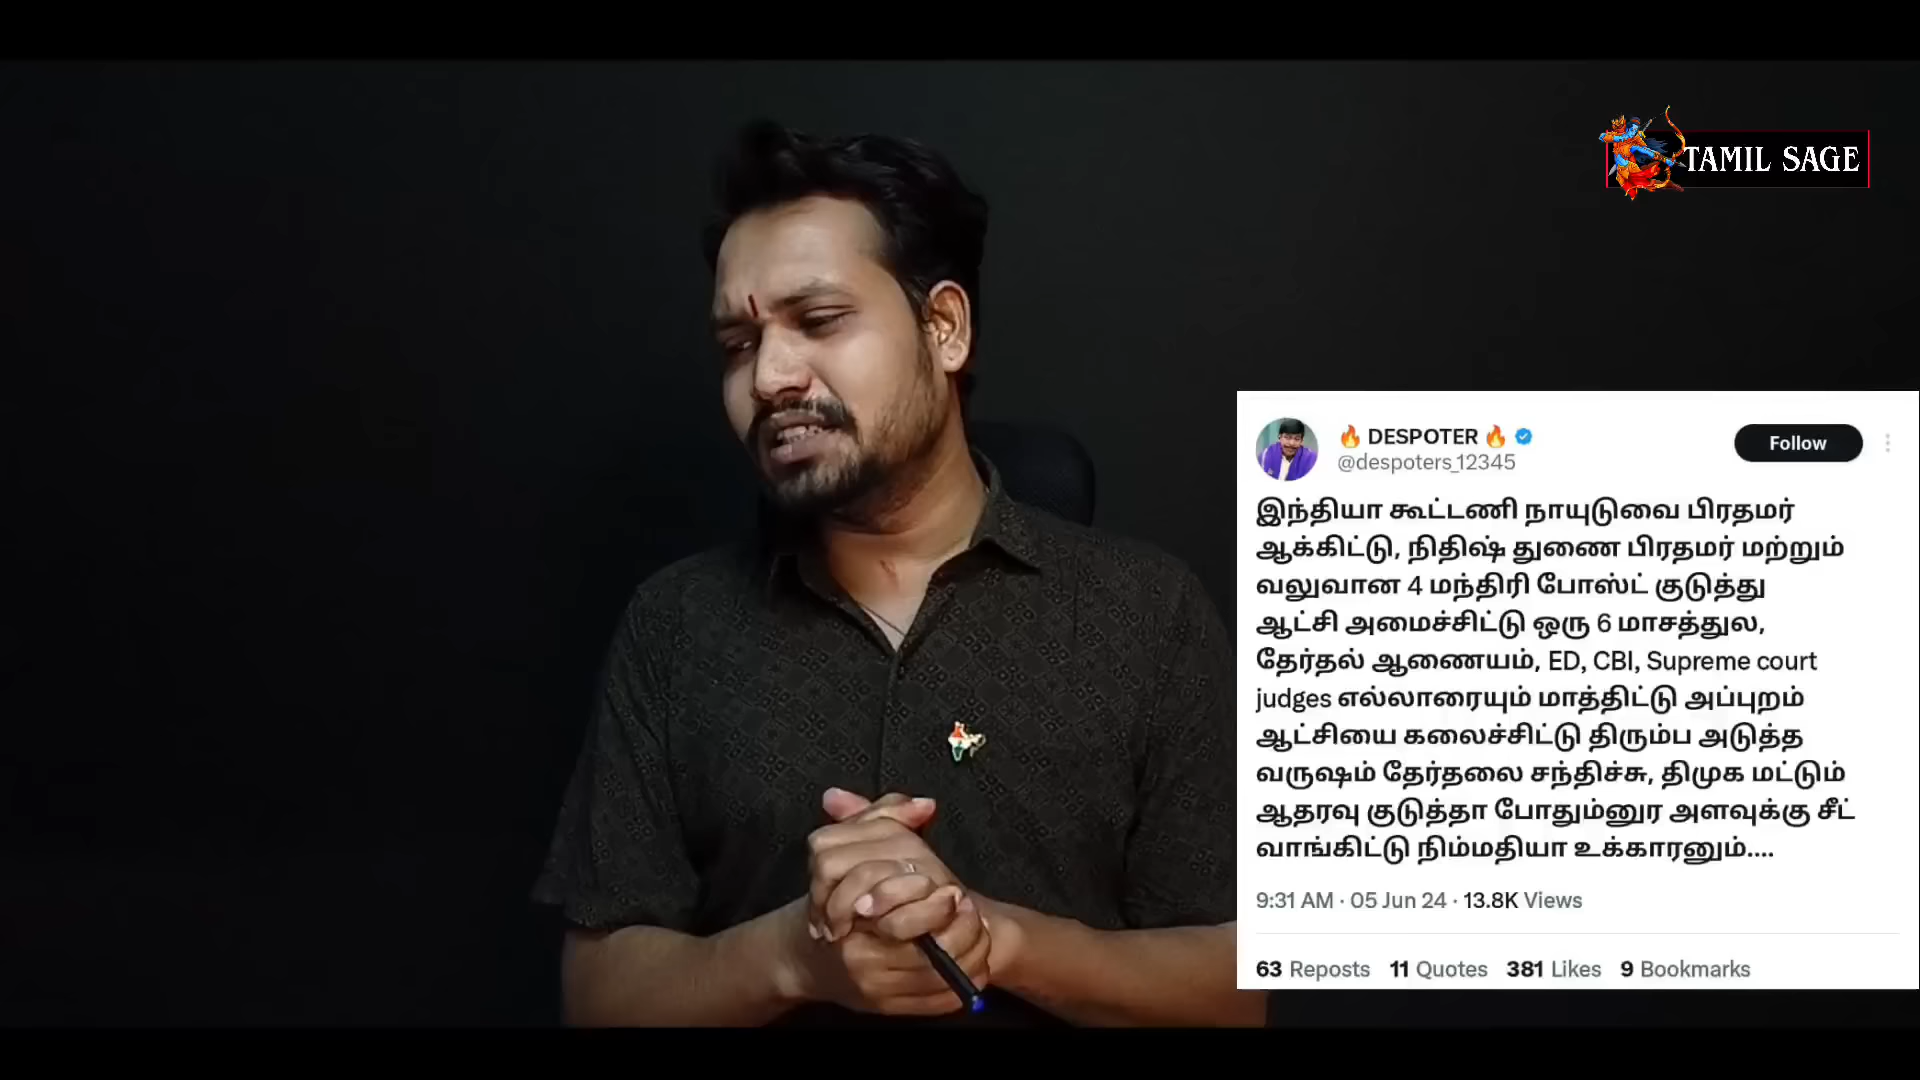 TAMIL SAGE
🔥 DESPOTER 🔥
Follow
@despoters_12345
இந்தியா கூட்டணி நாயுடுவை பிரதமர்
ஆக்கிட்டு, நிதிஷ் துணை பிரதமர் மற்றும்
வலுவான 4 மந்திரி போஸ்ட் குடுத்து
ஆட்சி அமைச்சிட்டு ஒரு 6 மாசத்துல,
தேர்தல் ஆணையம், ED, CBI, Supreme court
judges எல்லாரையும் மாத்திட்டு அப்புறம்
ஆட்சியை கலைச்சிட்டு திரும்ப அடுத்த
வருஷம் தேர்தலை சந்திச்சு, திமுக மட்டும்
ஆதரவு குடுத்தா போதும்னுர அளவுக்கு சீட்
வாங்கிட்டு நிம்மதியா உக்காரனும்....
9:31 AM · 05 Jun 24 · 13.8K Views
63 Reposts 11 Quotes 381 Likes 9 Bookmarks